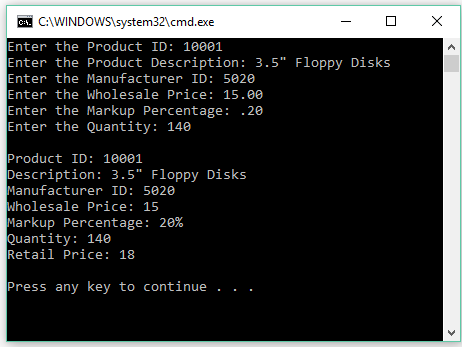 C:\WINDOWS\system32\cmd.exe
Enter the Product ID: 10001
Enter the Product Description: 3.5" Floppy Disks
Enter the Manufacturer ID: 5020
Enter the Wholesale Price: 15.00
Enter the Markup Percentage: .20
Enter the Quantity: 140
Product ID: 10001
Description: 3.5" Floppy Disks
Manufacturer ID: 5020
Wholesale Price: 15
Markup Percentage: 20%
Quantity: 140
Retail Price: 18
Press any key to continue . . .